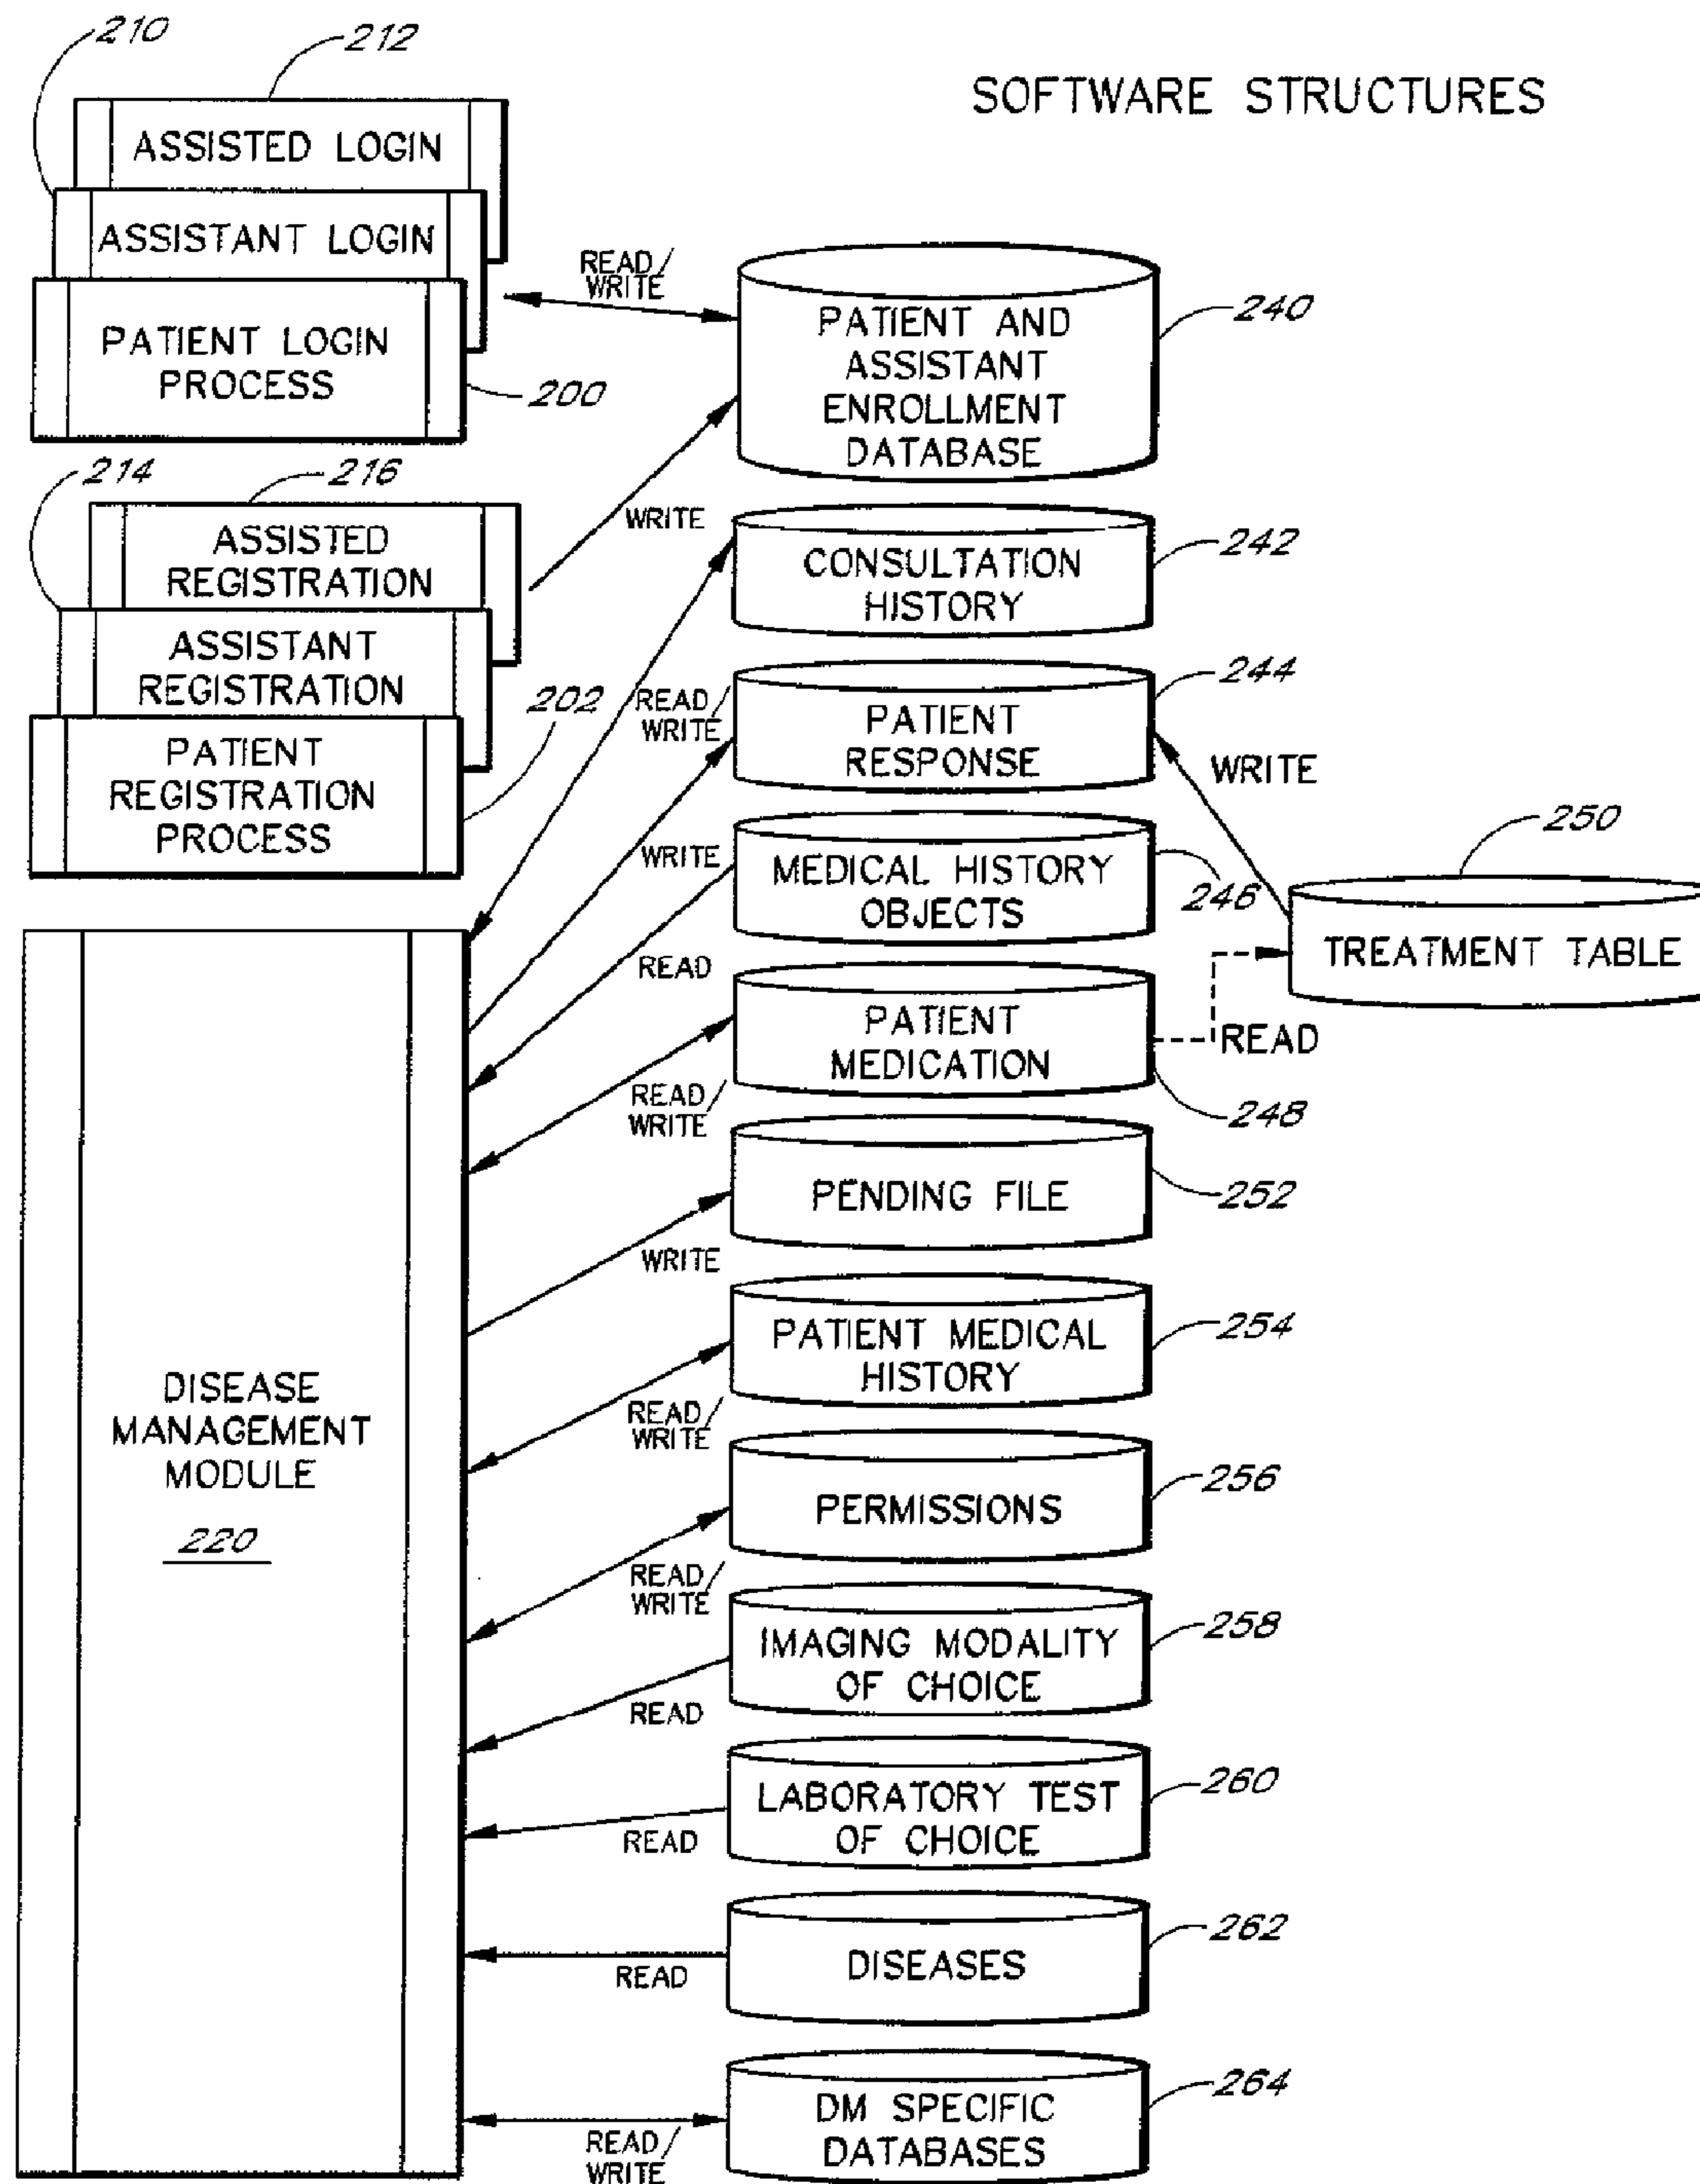 210
212
SOFTWARE STRUCTURES
ASSISTED LOGIN
ASSISTANT LOGIN
PATIENT LOGIN
PROCESS
200
READ/
WRITE
PATIENT AND
ASSISTANT
ENROLLMENT
DATABASE
240
214
216
ASSISTED
REGISTRATION
ASSISTANT
REGISTRATION
PATIENT
REGISTRATION
PROCESS
202
WRITE
CONSULTATION
HISTORY
242
READ/
WRITE
PATIENT
RESPONSE
244
WRITE
WRITE
MEDICAL HISTORY
OBJECTS
246
250
TREATMENT TABLE
READ
PATIENT
MEDICATION
READ
248
READ/
WRITE
PENDING FILE
252
WRITE
PATIENT MEDICAL
HISTORY
254
READ/
WRITE
DISEASE
MANAGEMENT
MODULE
220
PERMISSIONS
256
READ/
WRITE
IMAGING MODALITY
OF CHOICE
258
READ
LABORATORY TEST
OF CHOICE
260
READ
DISEASES
262
READ
DM SPECIFIC
DATABASES
264
READ/
WRITE